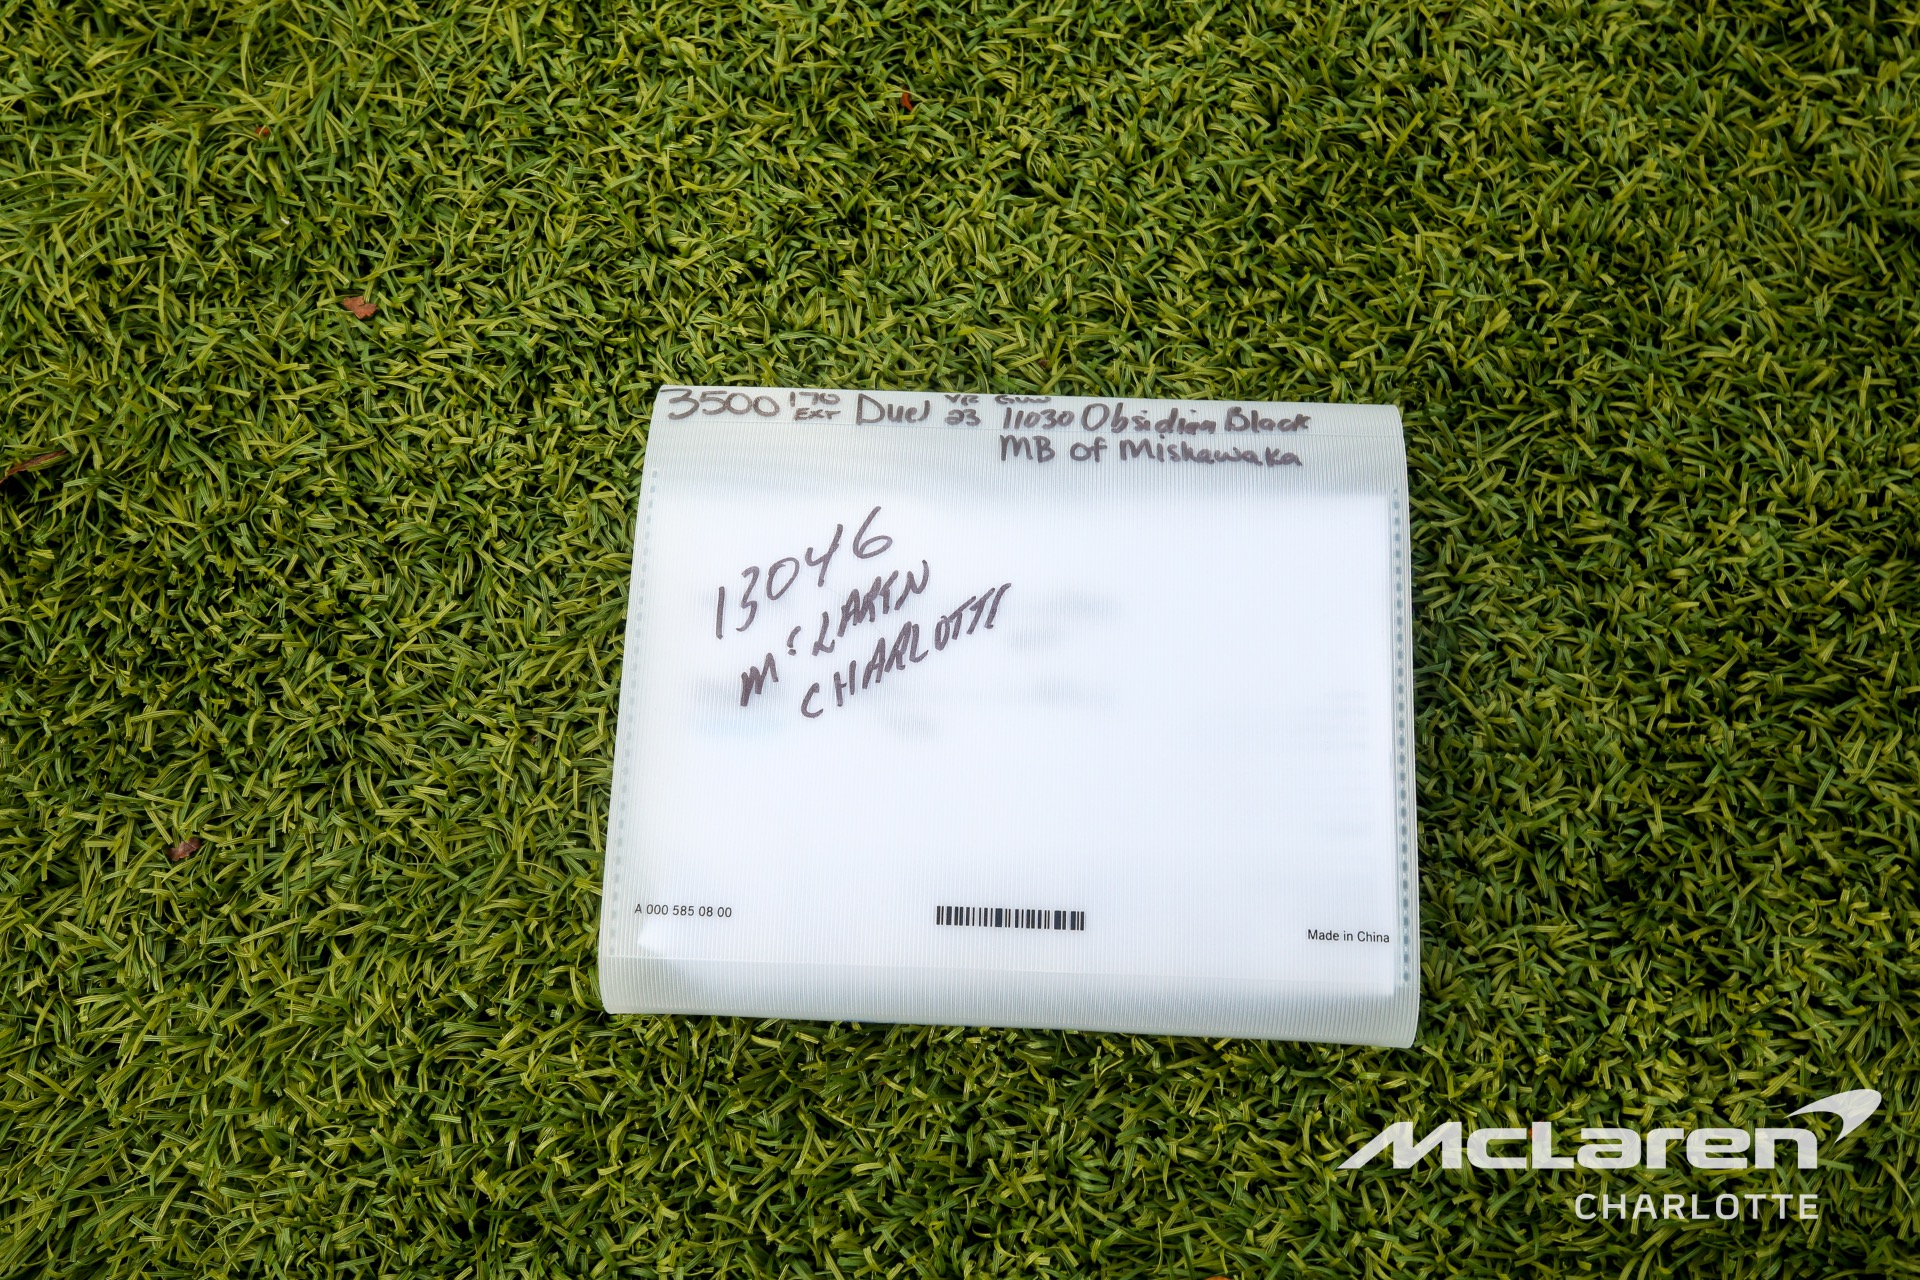 3500 170 EXT Duel YR 23 GVW 11030 Obsidian Black
MB of Mishawaka
13046
McLAREN
CHARLOTTE
A 000 585 08 00
Made in China
McLaren
CHARLOTTE